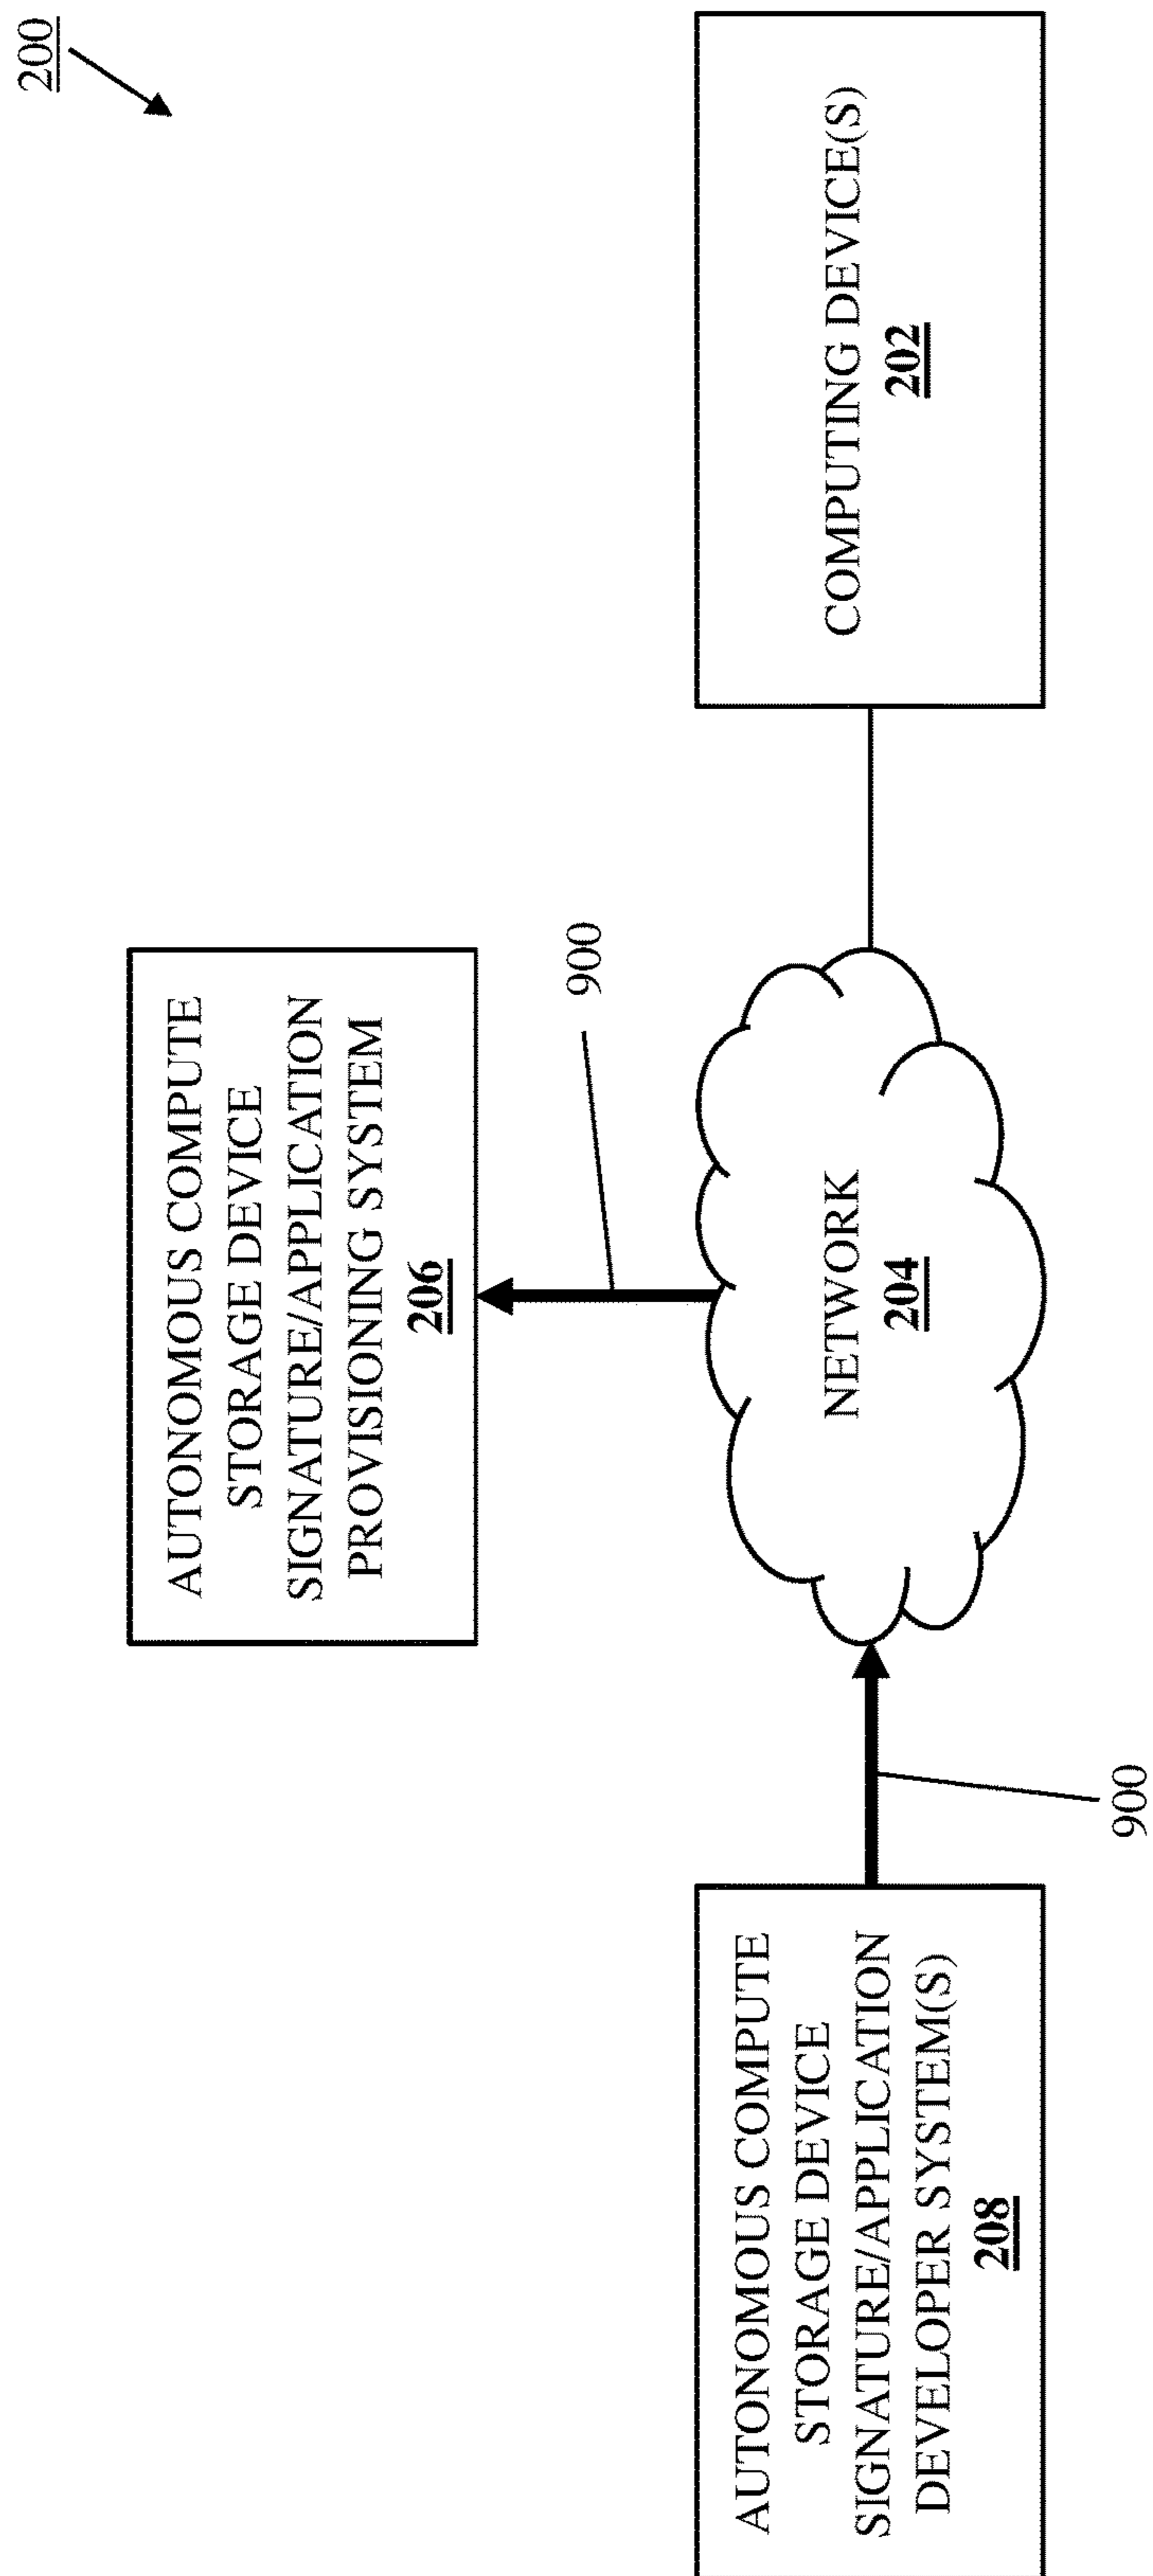 200
AUTONOMOUS COMPUTE
STORAGE DEVICE
SIGNATURE/APPLICATION
PROVISIONING SYSTEM
206
900
AUTONOMOUS COMPUTE
STORAGE DEVICE
SIGNATURE/APPLICATION
DEVELOPER SYSTEM(S)
208
900
NETWORK
204
COMPUTING DEVICE(S)
202